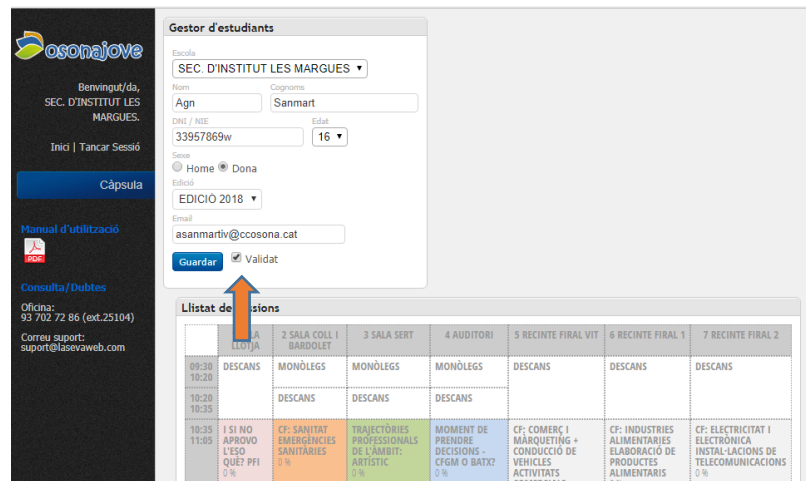 osonajove
Benvingut/da,
SEC. D'INSTITUT LES
MARGUES.
Inici | Tancar Sessió
Càpsula
Manual d'utilització
PDF
Consulta/Dubtes
Oficina:
93 702 72 86 (ext.25104)
Correu suport:
suport@lasevaweb.com
Gestor d'estudiants
Escola
SEC. D'INSTITUT LES MARGUES
Nom Cognoms
Agn Sanmart
DNI / NIE Edat
33957869w 16
Sexe
Home Dona
Edició
EDICIÓ 2018
Email
asanmartiv@ccosona.cat
Guardar Validat
Llistat de
LLOTJA
2 SALA COLL I
BARDOLET
3 SALA SERT
4 AUDITORI
5 RECINTE FIRAL VIT
6 RECINTE FIRAL 1
7 RECINTE FIRAL 2
09:30 DESCANS MONÒLEGS MONÒLEGS MONÒLEGS DESCANS DESCANS DESCANS
10:20
10:20 DESCANS DESCANS DESCANS
10:35
10:35
11:05
I SI NO
APROVO
L'ESO
QUÈ? PFI
0 %
CF: SANITAT
EMERGÈNCIES
SANITÀRIES
0 %
TRAJECTÒRIES
PROFESSIONALS
DE L'ÀMBIT:
ARTÍSTIC
0 %
MOMENT DE
PRENDRE
DECISIONS -
CFGM O BATX?
0 %
CF; COMERÇ I
MÀRQUETING +
CONDUCCIÓ DE
VEHICLES
ACTIVITATS
CF: INDUSTRIES
ALIMENTARIES
ELABORACIÓ DE
PRODUCTES
ALIMENTARIS
CF: ELECTRICITAT I
ELECTRÒNICA
INSTAL·LACIONS DE
TELECOMUNICACIONS
0 %